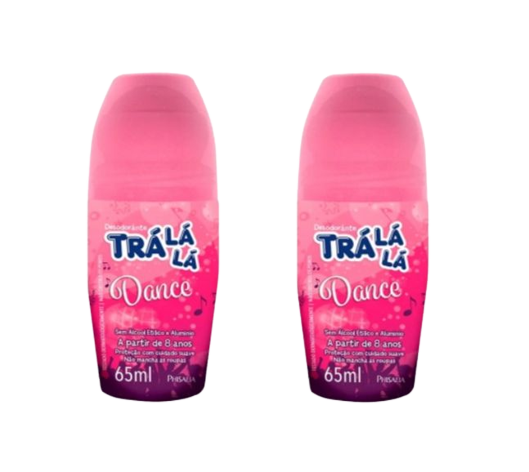 Desodorante
TRÁ LÁ
LÁ
Dance
Sem Álcool Etílico e Alumínio
A partir de 8 anos
Proteção com cuidado suave
Não mancha as roupas
65ml PHISALIA
Desodorante
TRÁ LÁ
LÁ
Dance
Sem Álcool Etílico e Alumínio
A partir de 8 anos
Proteção com cuidado suave
Não mancha as roupas
65ml PHISALIA